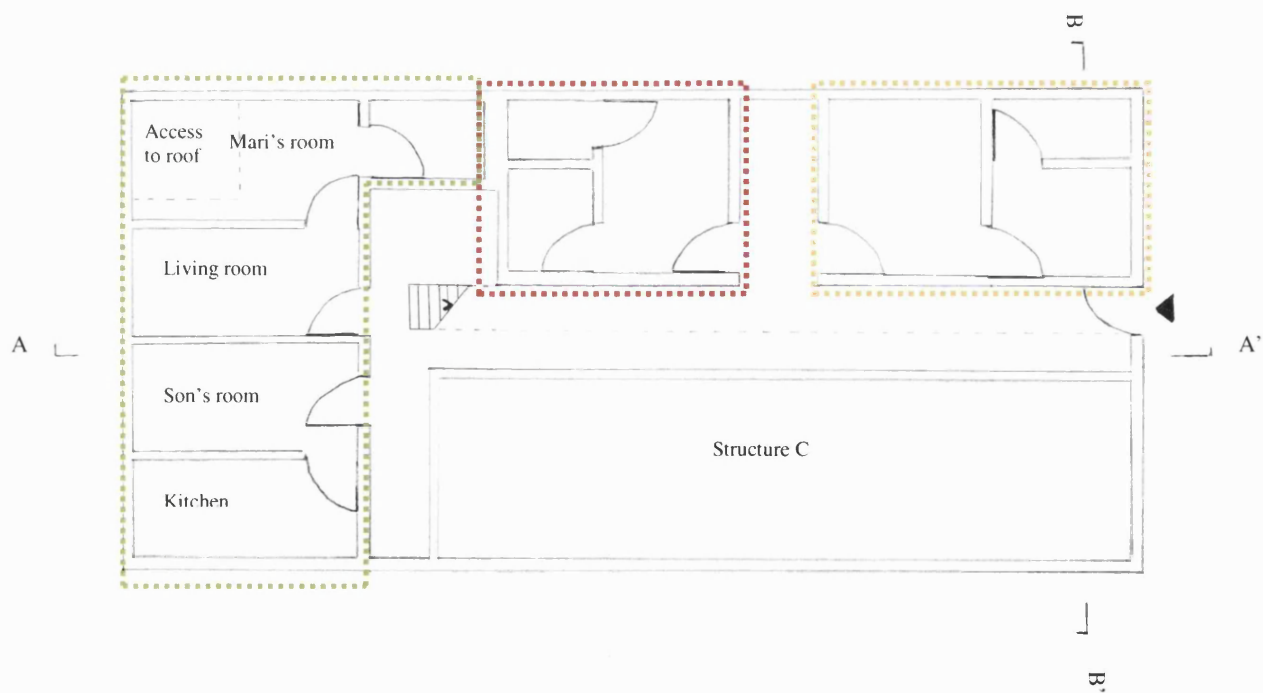 B
Access
to roof
Mari's room
Living room
A
A'
Son's room
Structure C
Kitchen
B'